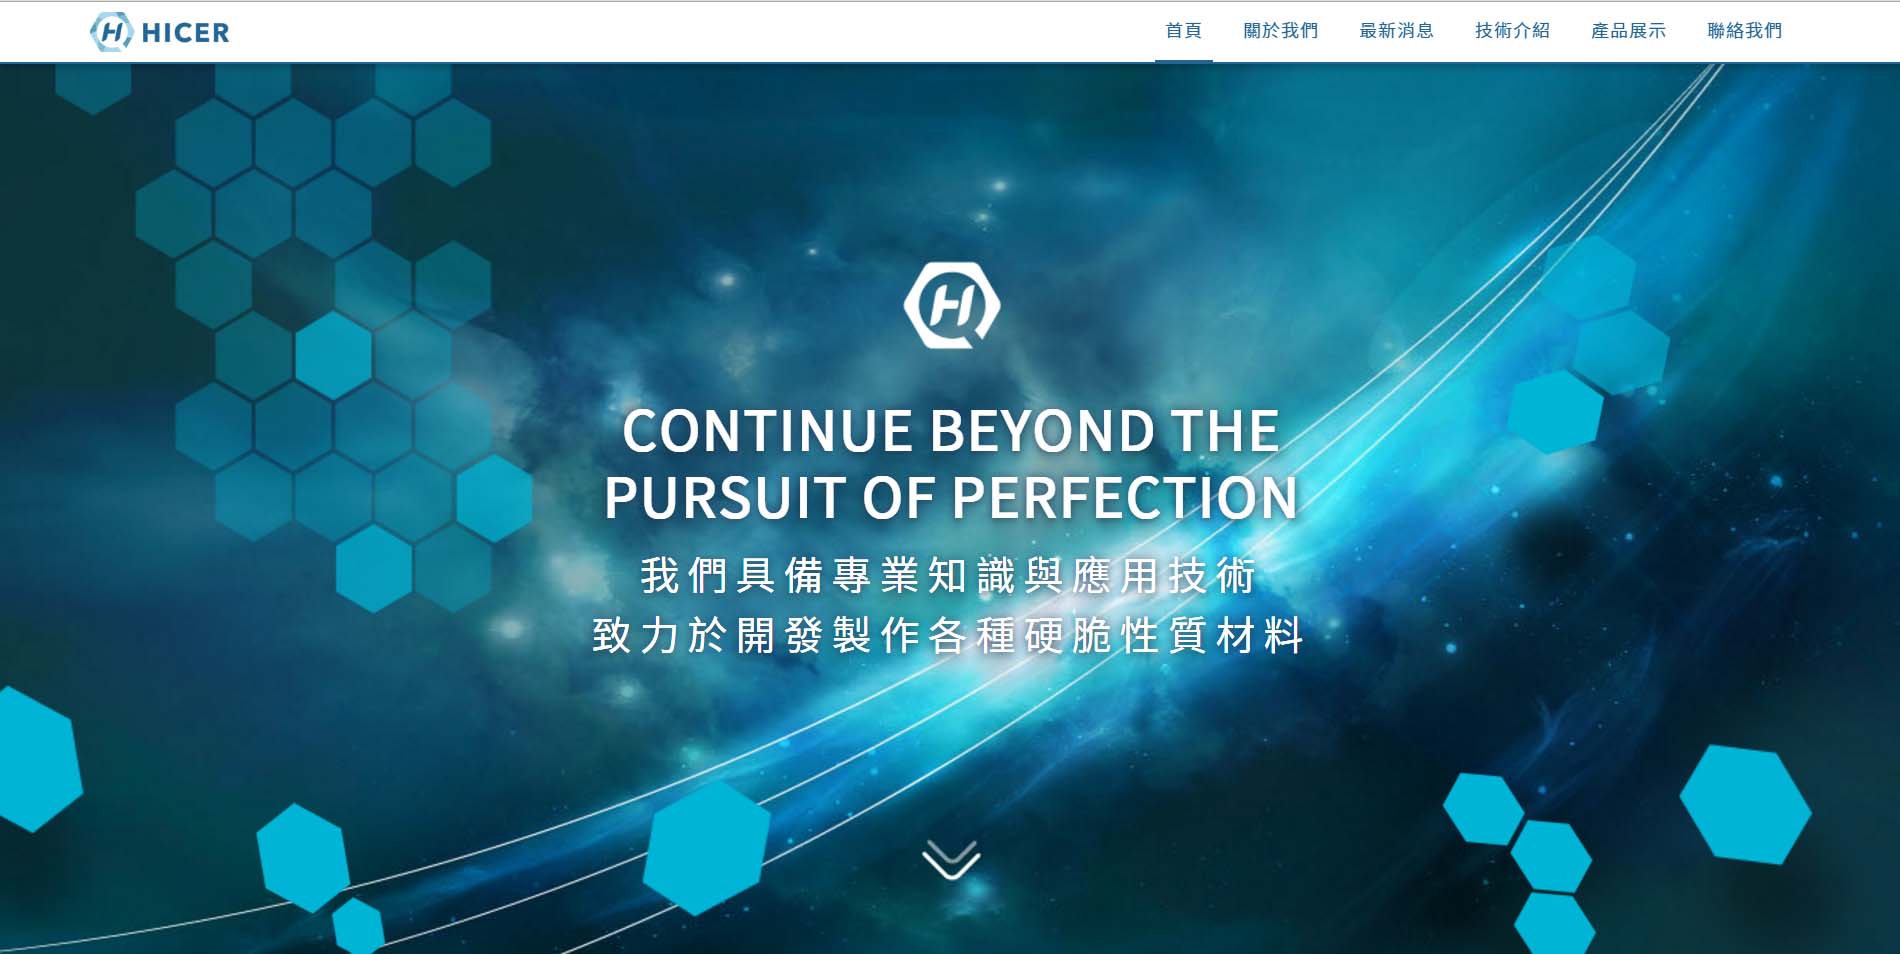 HICER
首頁 關於我們 最新消息 技術介紹 產品展示 聯絡我們
CONTINUE BEYOND THE
PURSUIT OF PERFECTION
我們具備專業知識與應用技術
致力於開發製作各種硬脆性質材料